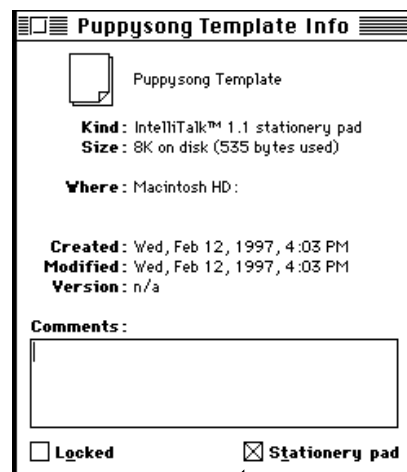 Puppysong Template Info
Puppysong Template
Kind: IntelliTalk™ 1.1 stationery pad
Size: 8K on disk (535 bytes used)
Where: Macintosh HD:
Created: Wed, Feb 12, 1997, 4:03 PM
Modified: Wed, Feb 12, 1997, 4:03 PM
Version: n/a
Comments:
Locked Stationery pad